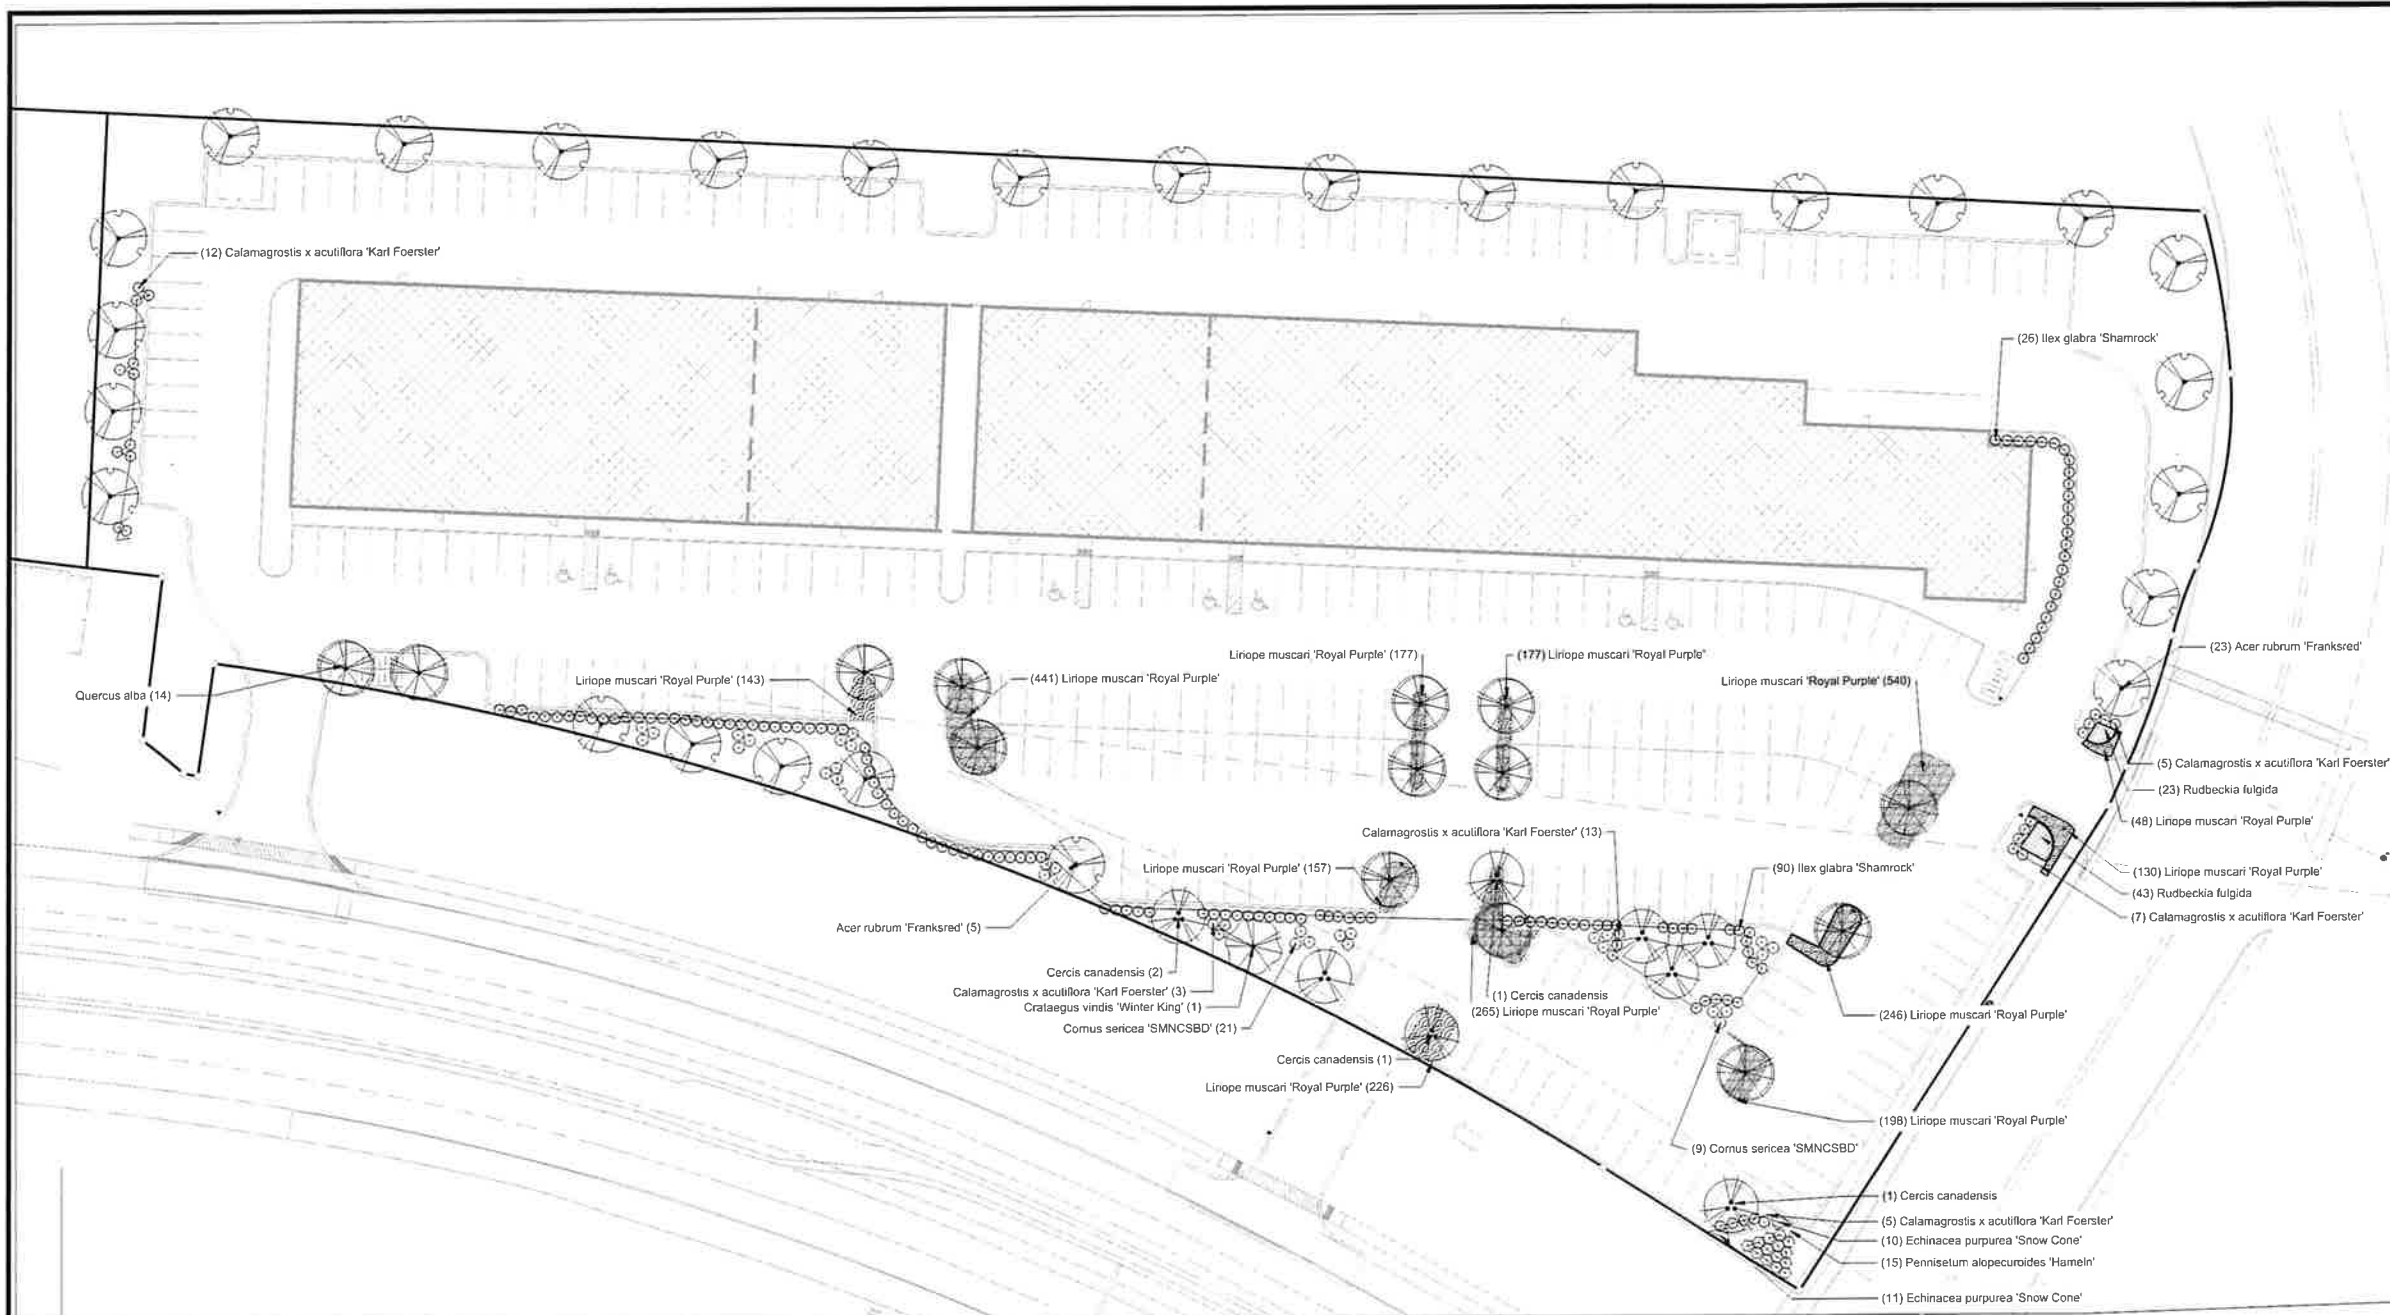 (12) Calamagrostis x acutiflora 'Karl Foerster'
(26) Ilex glabra 'Shamrock'
(23) Acer rubrum 'Franksred'
Liriope muscari 'Royal Purple' (177)
(177) Liriope muscari 'Royal Purple'
Liriope muscari 'Royal Purple' (143)
(441) Liriope muscari 'Royal Purple'
Liriope muscari 'Royal Purple' (540)
Quercus alba (14)
(5) Calamagrostis x acutiflora 'Karl Foerster'
(23) Rudbeckia fulgida
(48) Liriope muscari 'Royal Purple'
Calamagrostis x acutiflora 'Karl Foerster' (13)
Liriope muscari 'Royal Purple' (157)
(90) Ilex glabra 'Shamrock'
(130) Liriope muscari 'Royal Purple'
(43) Rudbeckia fulgida
(7) Calamagrostis x acutiflora 'Karl Foerster'
Acer rubrum 'Franksred' (5)
Cercis canadensis (2)
Calamagrostis x acutiflora 'Karl Foerster' (3)
Crataegus viridis 'Winter King' (1)
Cornus sericea 'SMNCSBD' (21)
(1) Cercis canadensis
(265) Liriope muscari 'Royal Purple'
(246) Liriope muscari 'Royal Purple'
Cercis canadensis (1)
Liriope muscari 'Royal Purple' (226)
(198) Liriope muscari 'Royal Purple'
(9) Cornus sericea 'SMNCSBD'
(1) Cercis canadensis
(5) Calamagrostis x acutiflora 'Karl Foerster'
(10) Echinacea purpurea 'Snow Cone'
(15) Pennisetum alopecuroides 'Hameln'
(11) Echinacea purpurea 'Snow Cone'